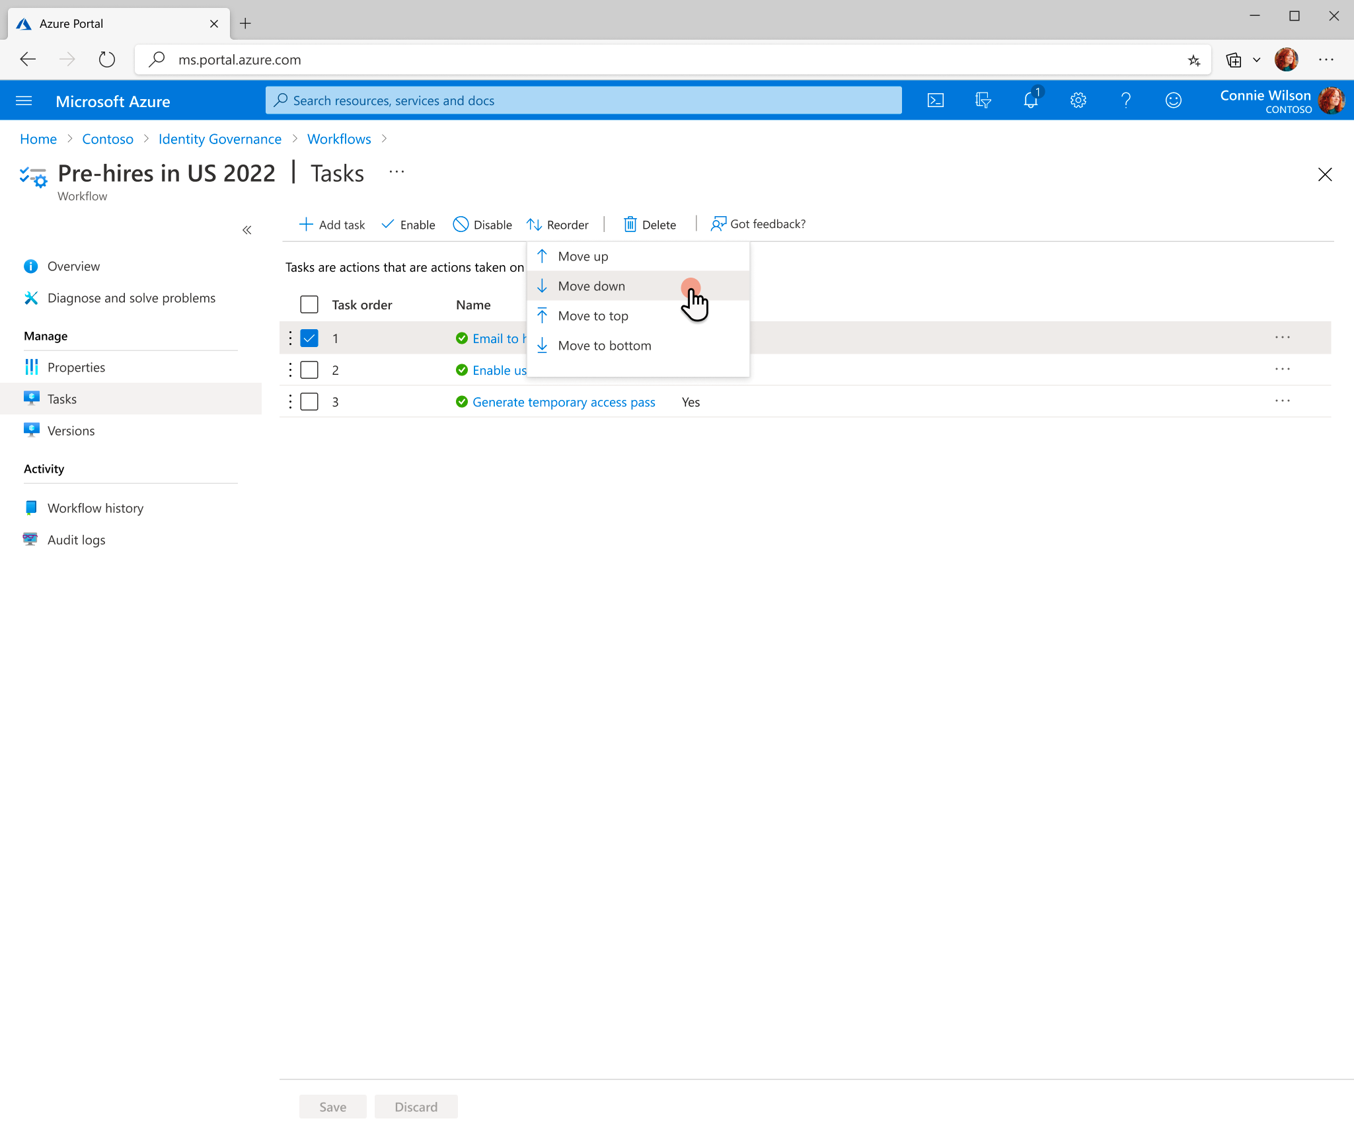 Azure Portal
ms.portal.azure.com
Microsoft Azure
Search resources, services and docs
1
Connie Wilson
CONTOSO
Home > Contoso > Identity Governance > Workflows >
Pre-hires in US 2022 | Tasks ···
Workflow
«
Add task
Enable
Disable
Reorder
Delete
Got feedback?
Overview
Diagnose and solve problems
Manage
Properties
Tasks
Versions
Activity
Workflow history
Audit logs
Tasks are actions that are actions taken on
Move up
Move down
Move to top
Move to bottom
Task order Name
1 Email to
2 Enable us
3 Generate temporary access pass Yes
Save
Discard